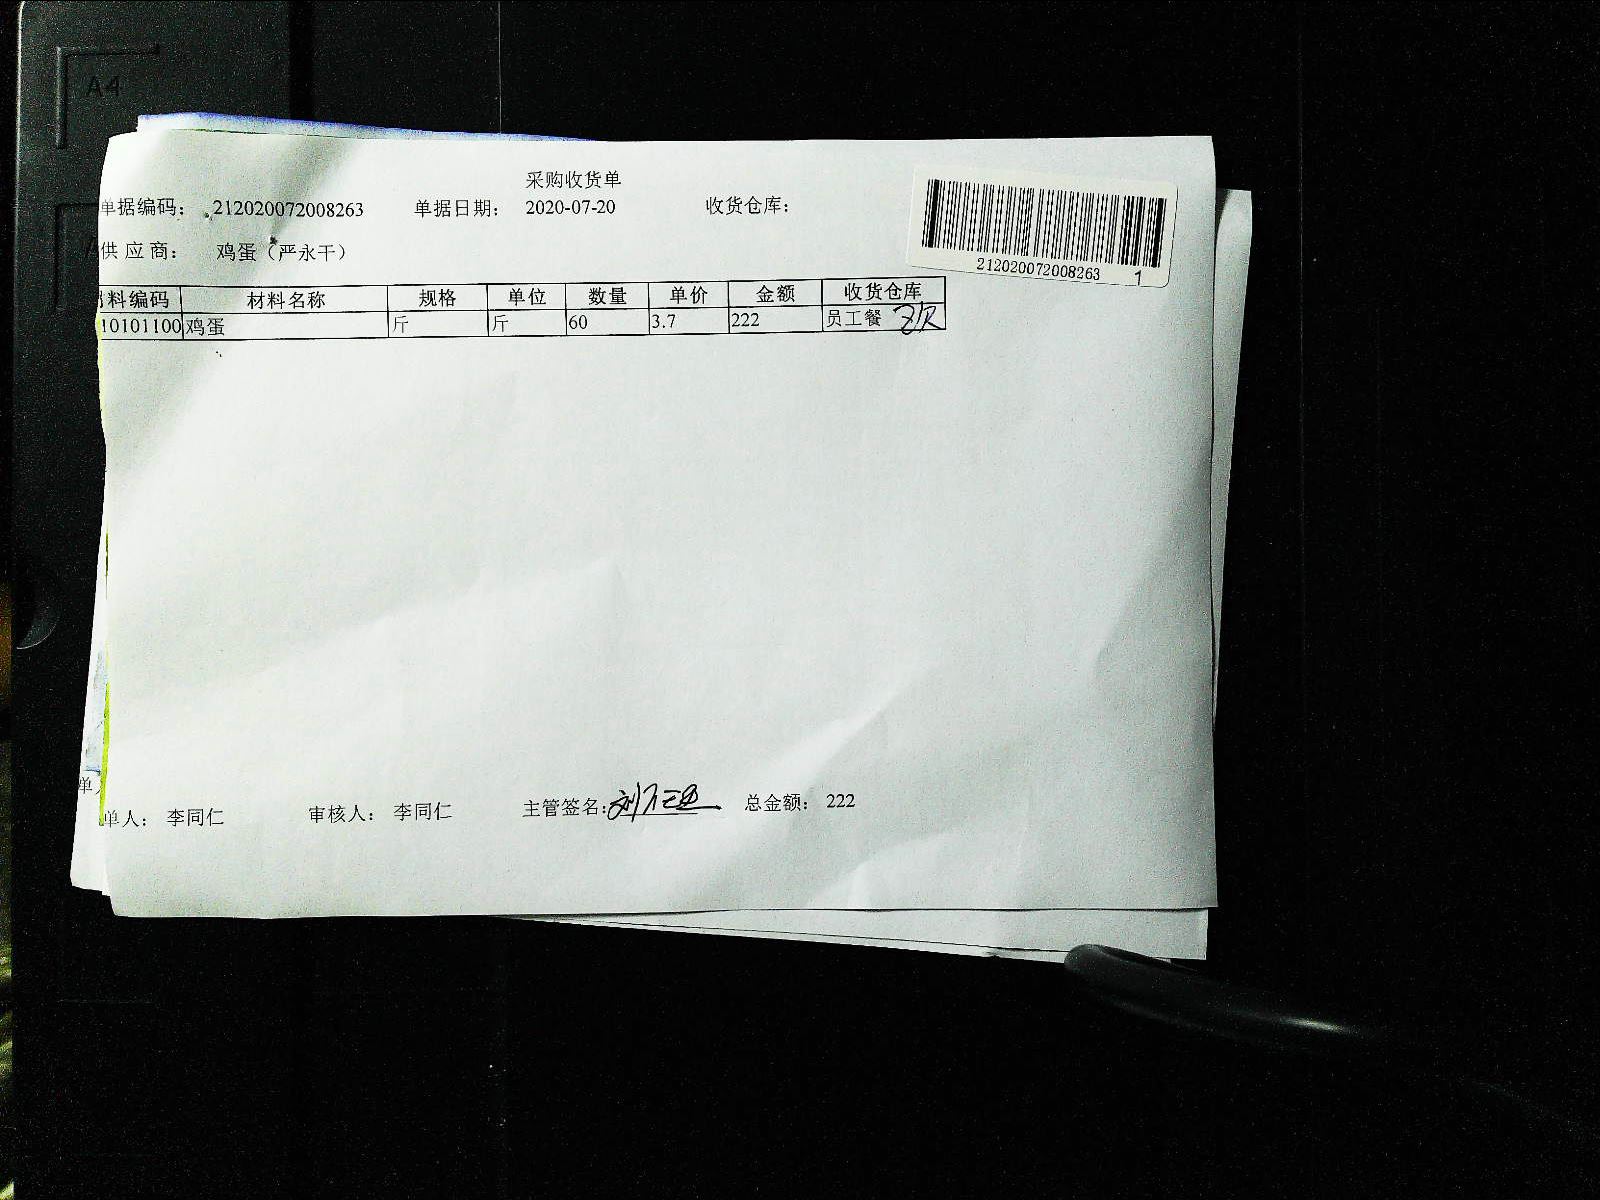 A4
采购收货单
单据编码： 212020072008263 单据日期： 2020-07-20 收货仓库：
212020072008263 1
供应商： 鸡蛋（严永干）
料编码 材料名称 规格 单位 数量 单价 金额 收货仓库
10101100 鸡蛋 斤 斤 60 3.7 222 员工餐
单人： 李同仁 审核人： 李同仁 主管签名： 总金额： 222